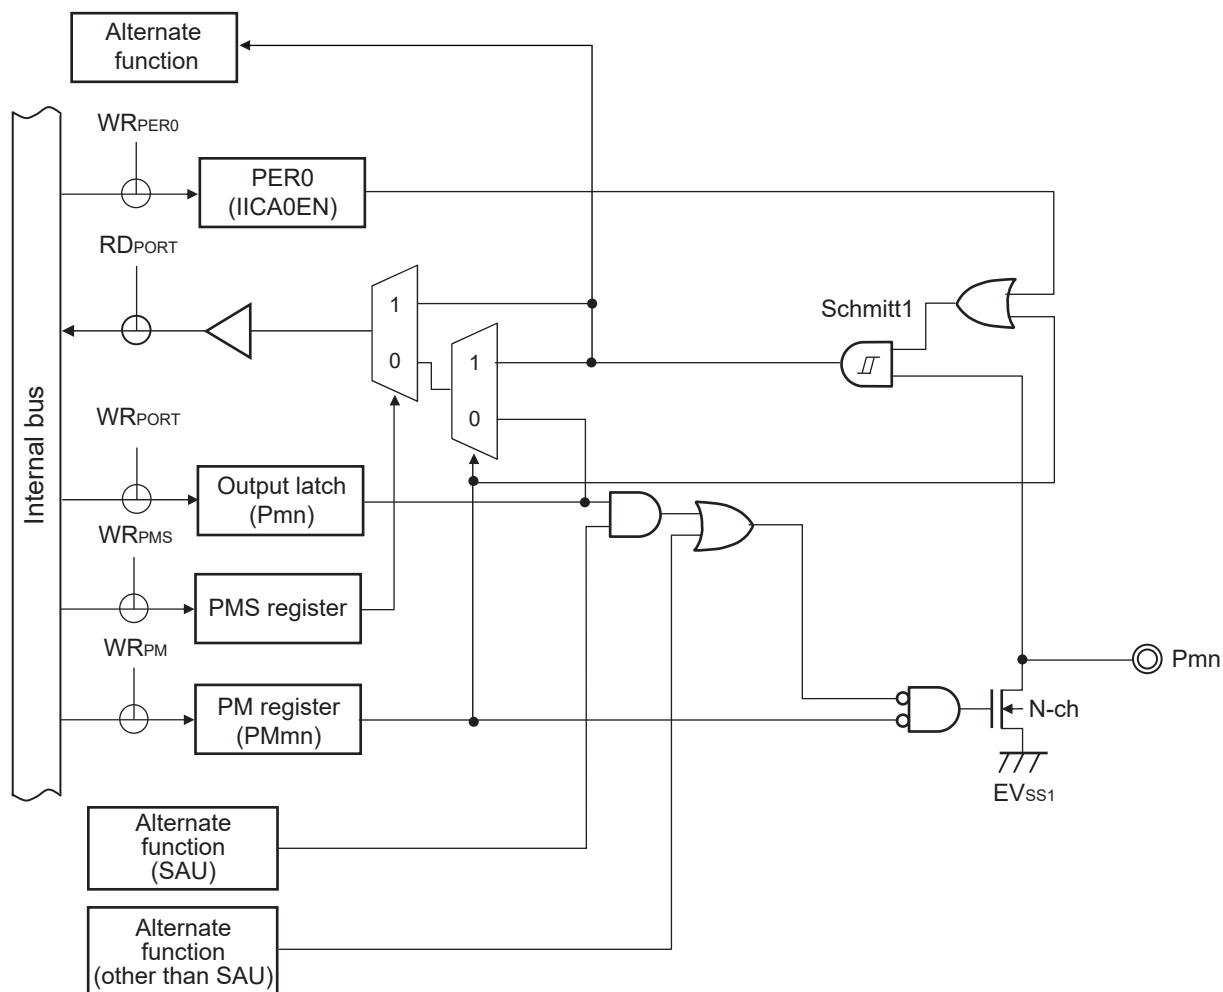 Alternate
function
WRPER0
PER0
(IICA0EN)
RDPORT
1
Schmitt1
0
1
0
Internal bus
WRPORT
Output latch
(Pmn)
WRPMS
PMS register
WRPM
PM register
(PMmn)
Pmn
N-ch
EVSS1
Alternate
function
(SAU)
Alternate
function
(other than SAU)